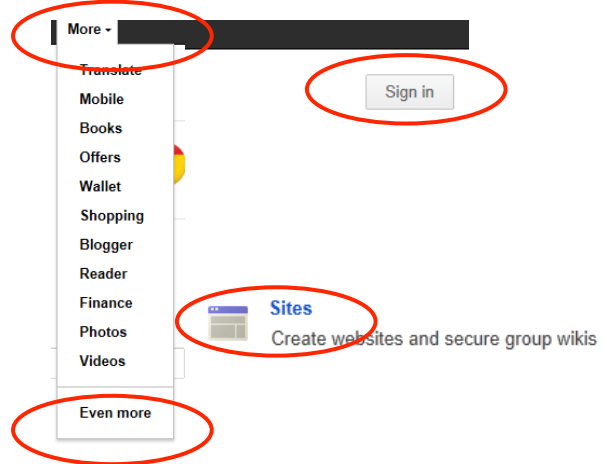 More
Sign in
Translate
Mobile
Books
Offers
Wallet
Shopping
Blogger
Reader
Finance
Photos
Videos
Even more
Sites
Create websites and secure group wikis